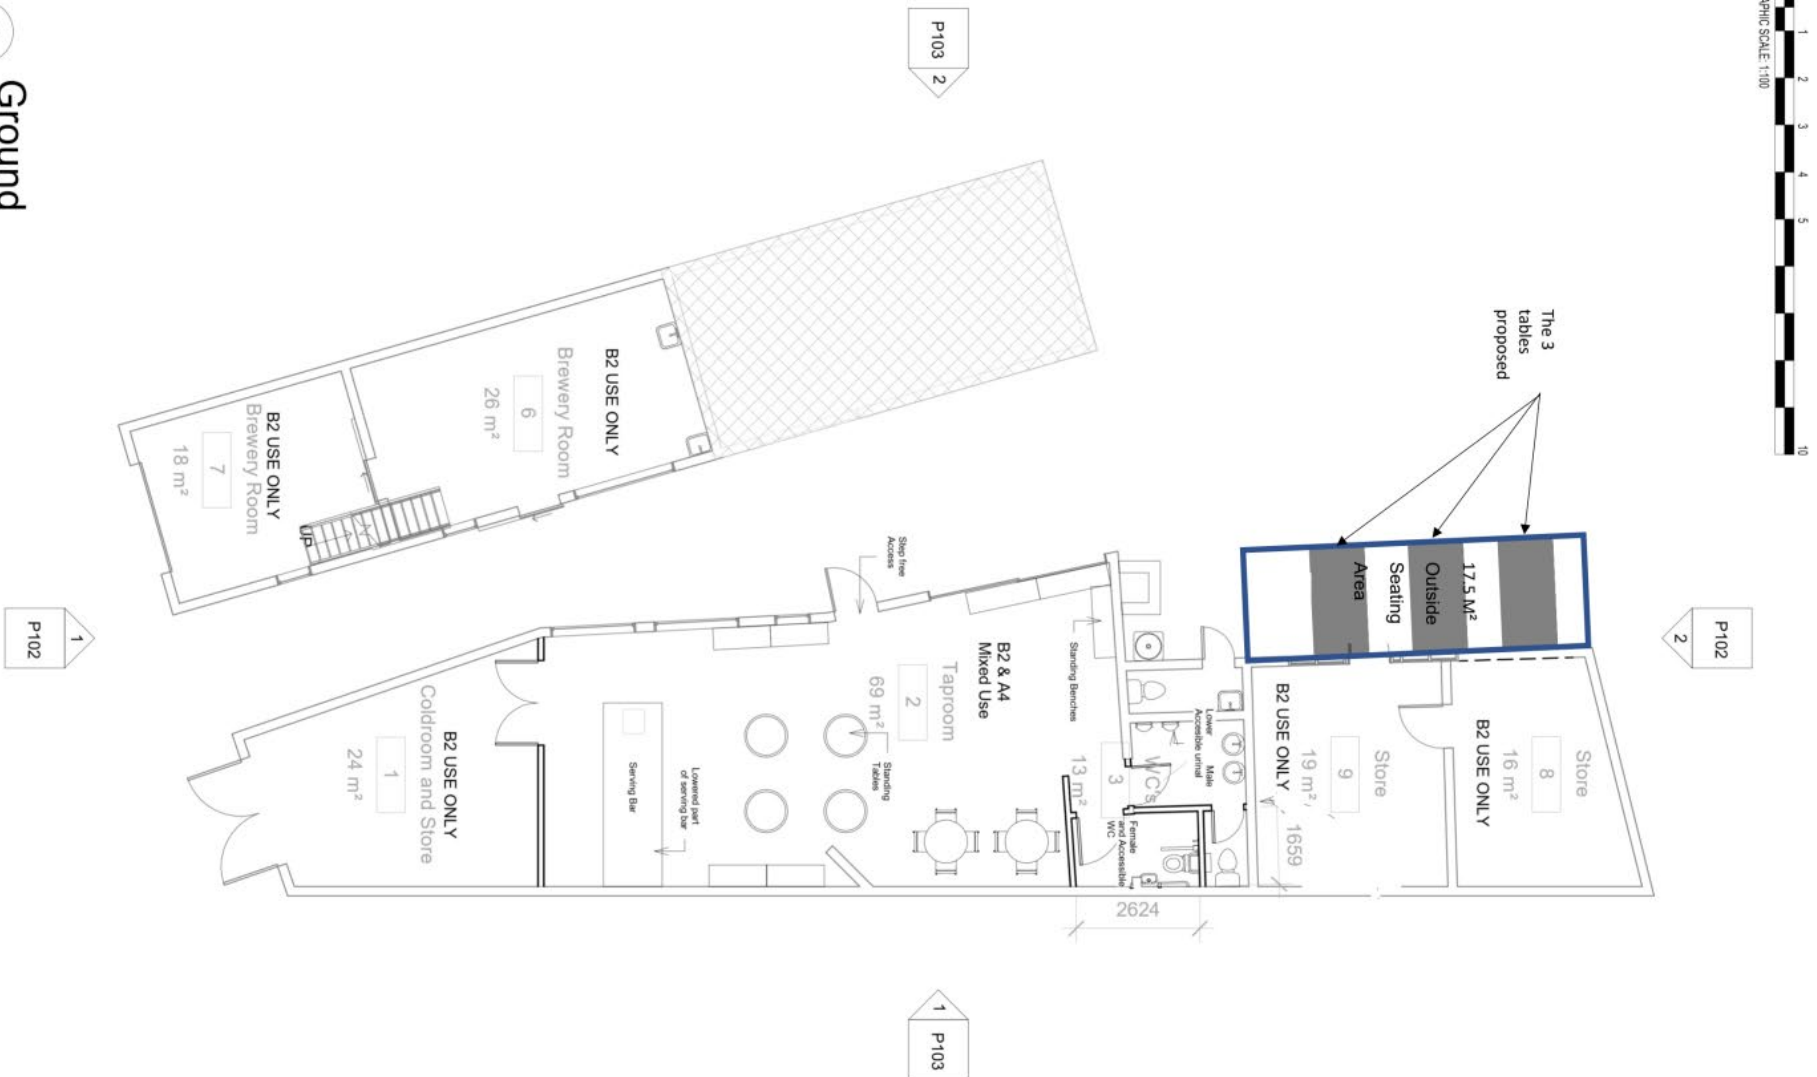 Ground
APHIC SCALE: 1:100
1
2
3
4
5
10
P103
2
P102
1
P102
2
1
P103
The 3
tables
proposed
17.5 M²
Outside
Seating
Area
B2 USE ONLY
Brewery Room
6
26 m²
B2 USE ONLY
Brewery Room
7
18 m²
UP
Step free
Access
B2 & A4
Mixed Use
Taproom
2
69 m²
Standing Benches
Standing
Tables
Lowered part
of serving bar
Serving Bar
B2 USE ONLY
Coldroom and Store
1
24 m²
WC's
3
13 m²
Lower
Accesible urinal
Male
Female
and Accessible
WC
2624
B2 USE ONLY
Store
9
19 m²
1659
Store
8
16 m²
B2 USE ONLY